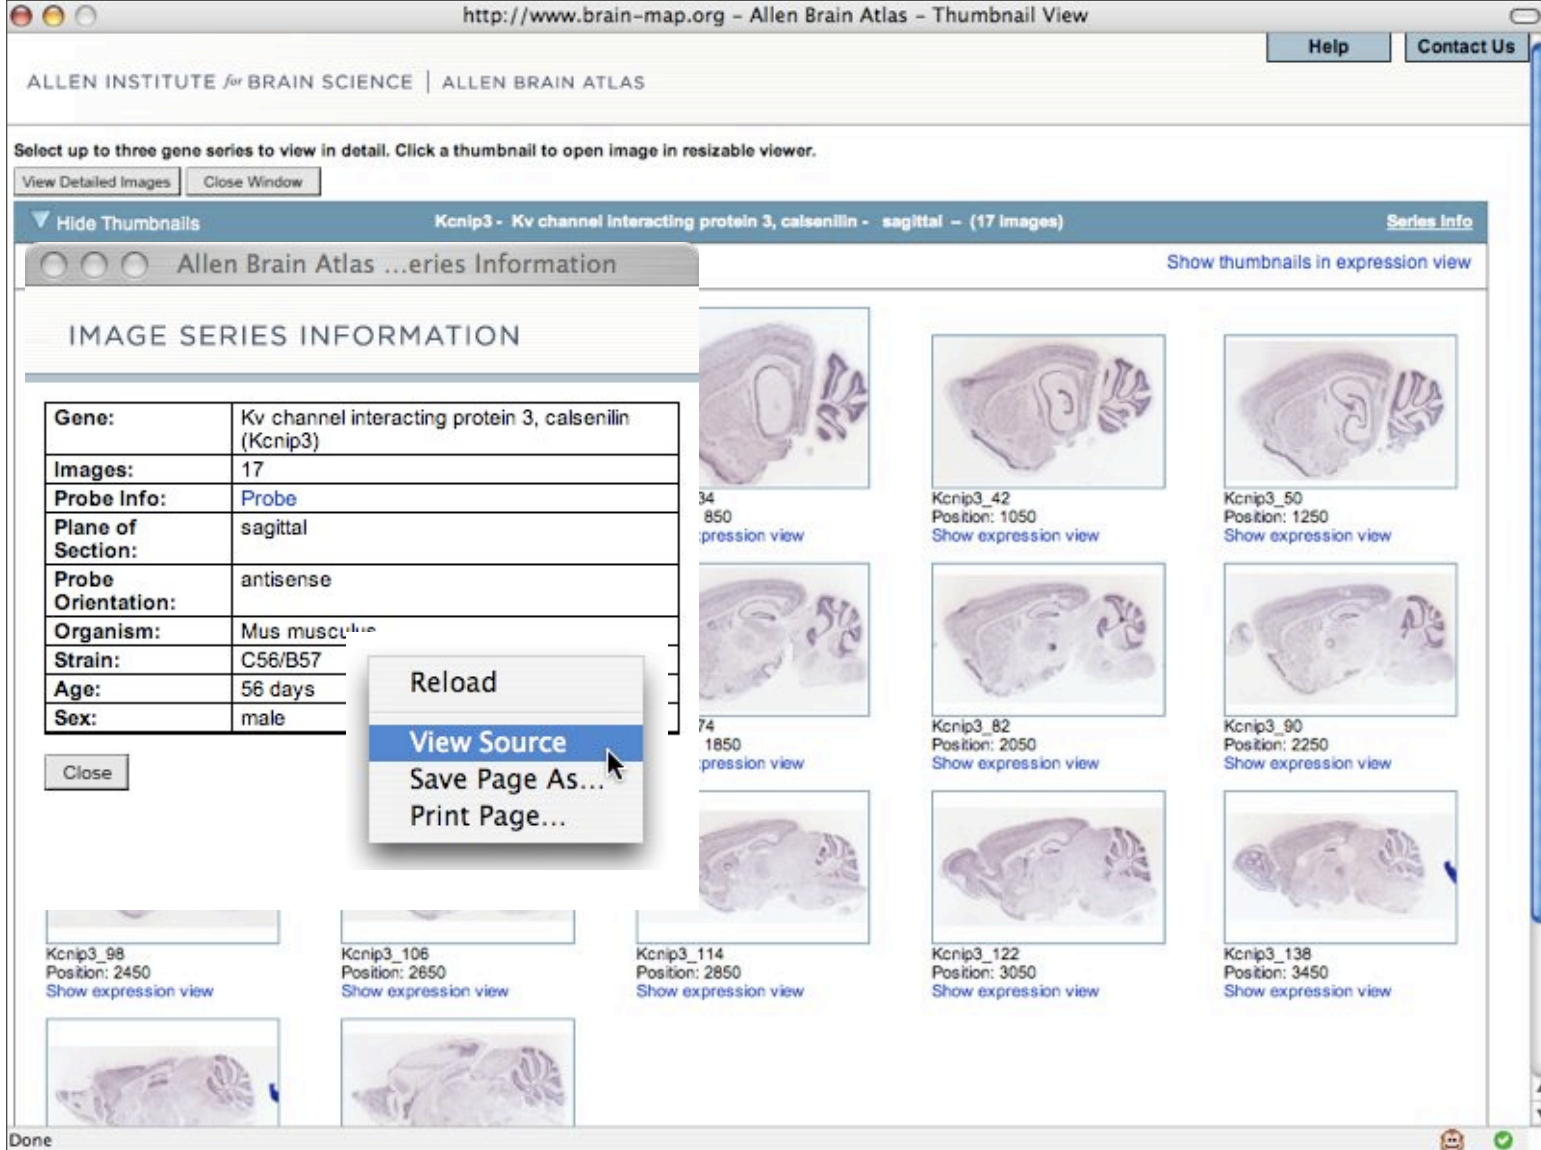 http://www.brain-map.org – Allen Brain Atlas – Thumbnail View
Help
Contact Us
ALLEN INSTITUTE for BRAIN SCIENCE | ALLEN BRAIN ATLAS
Select up to three gene series to view in detail. Click a thumbnail to open image in resizable viewer.
View Detailed Images
Close Window
Hide Thumbnails
Kcnip3 - Kv channel interacting protein 3, calsenilin - sagittal – (17 images)
Series Info
Allen Brain Atlas ...eries Information
Show thumbnails in expression view
IMAGE SERIES INFORMATION
Gene: Kv channel interacting protein 3, calsenilin
(Kcnip3)
Images: 17
Probe Info: Probe
Plane of sagittal
Section:
Probe antisense
Orientation:
Organism: Mus musculus
Strain: C56/B57
Age: 56 days
Sex: male
Close
Reload
View Source
Save Page As...
Print Page...
34
850
pression view
Kcnip3_42
Position: 1050
Show expression view
Kcnip3_50
Position: 1250
Show expression view
74
1850
pression view
Kcnip3_82
Position: 2050
Show expression view
Kcnip3_90
Position: 2250
Show expression view
Kcnip3_98
Position: 2450
Show expression view
Kcnip3_106
Position: 2650
Show expression view
Kcnip3_114
Position: 2850
Show expression view
Kcnip3_122
Position: 3050
Show expression view
Kcnip3_138
Position: 3450
Show expression view
Done